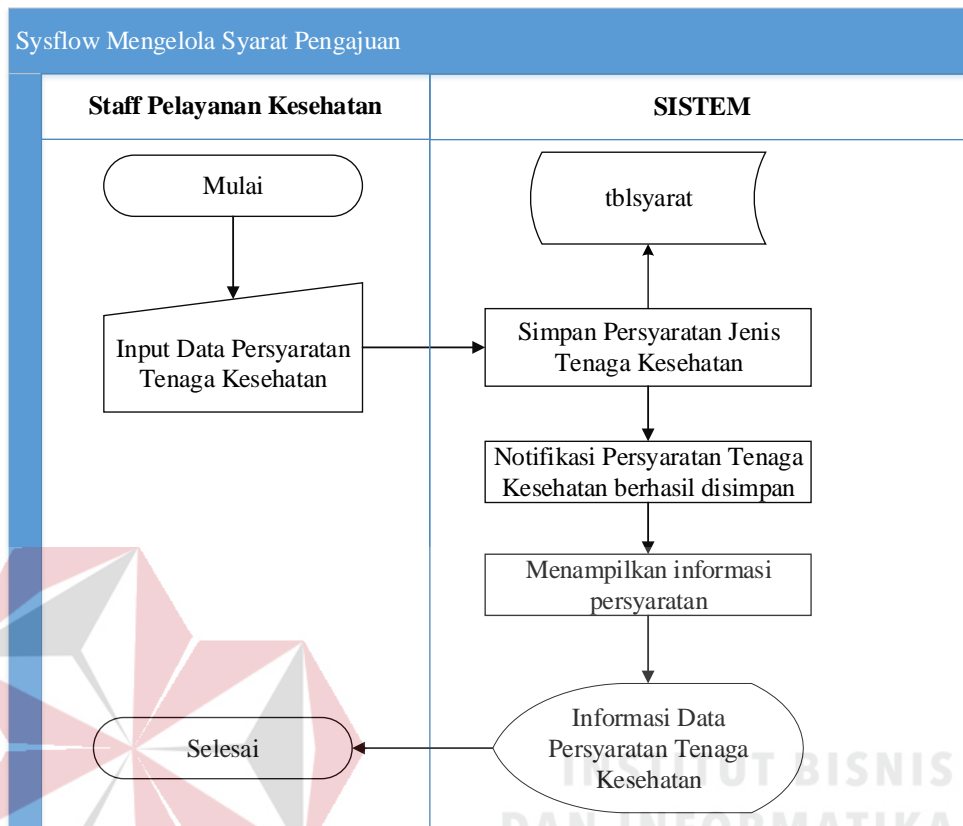 Sysflow Mengelola Syarat Pengajuan
Staff Pelayanan Kesehatan
SISTEM
Mulai
tblsyarat
Input Data Persyaratan
Tenaga Kesehatan
Simpan Persyaratan Jenis
Tenaga Kesehatan
Notifikasi Persyaratan Tenaga
Kesehatan berhasil disimpan
Menampilkan informasi
persyaratan
Informasi Data
Persyaratan Tenaga
Kesehatan
Selesai
INSTITUT BISNIS
DAN INFORMATIKA